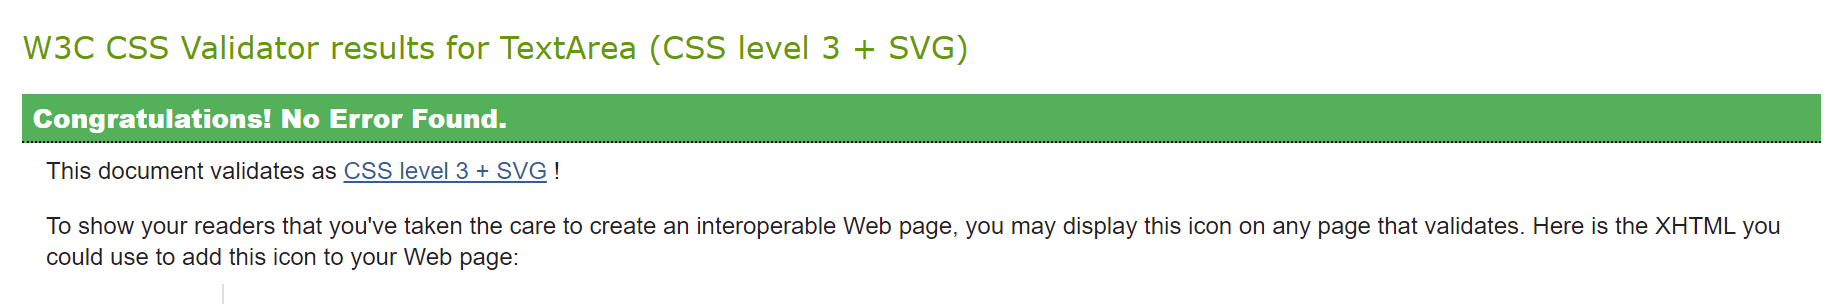 W3C CSS Validator results for TextArea (CSS level 3 + SVG)
Congratulations! No Error Found.
This document validates as CSS level 3 + SVG !
To show your readers that you've taken the care to create an interoperable Web page, you may display this icon on any page that validates. Here is the XHTML you
could use to add this icon to your Web page: